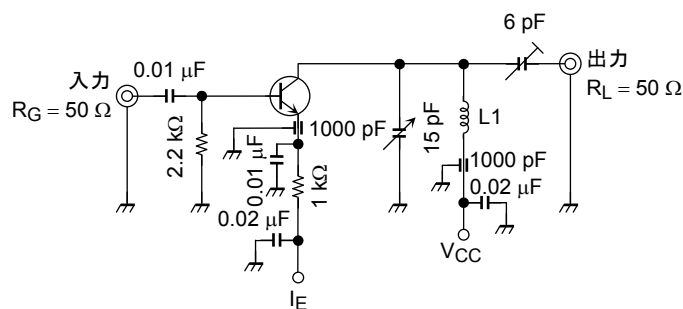 入力
R_G = 50 Ω
0.01 μF
2.2 kΩ
0.01 μF
1000 pF
1 kΩ
0.02 μF
I_E
15 pF
L1
1000 pF
0.02 μF
V_CC
6 pF
出力
R_L = 50 Ω